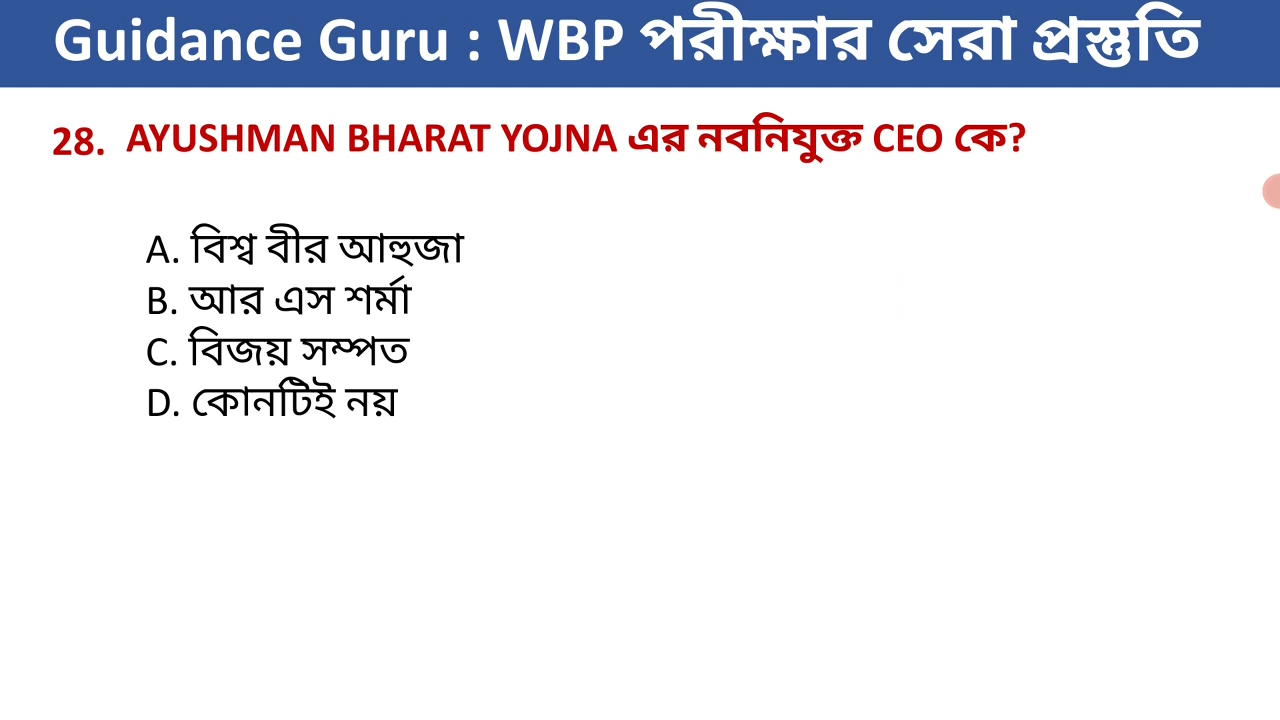 Guidance Guru : WBP পরীক্ষার সেরা প্রস্তুতি
28. AYUSHMAN BHARAT YOJNA এর নবনিযুক্ত CEO কে?
A. বিশ্ব বীর আহুজা
B. আর এস শর্মা
C. বিজয় সম্পত
D. কোনটিই নয়